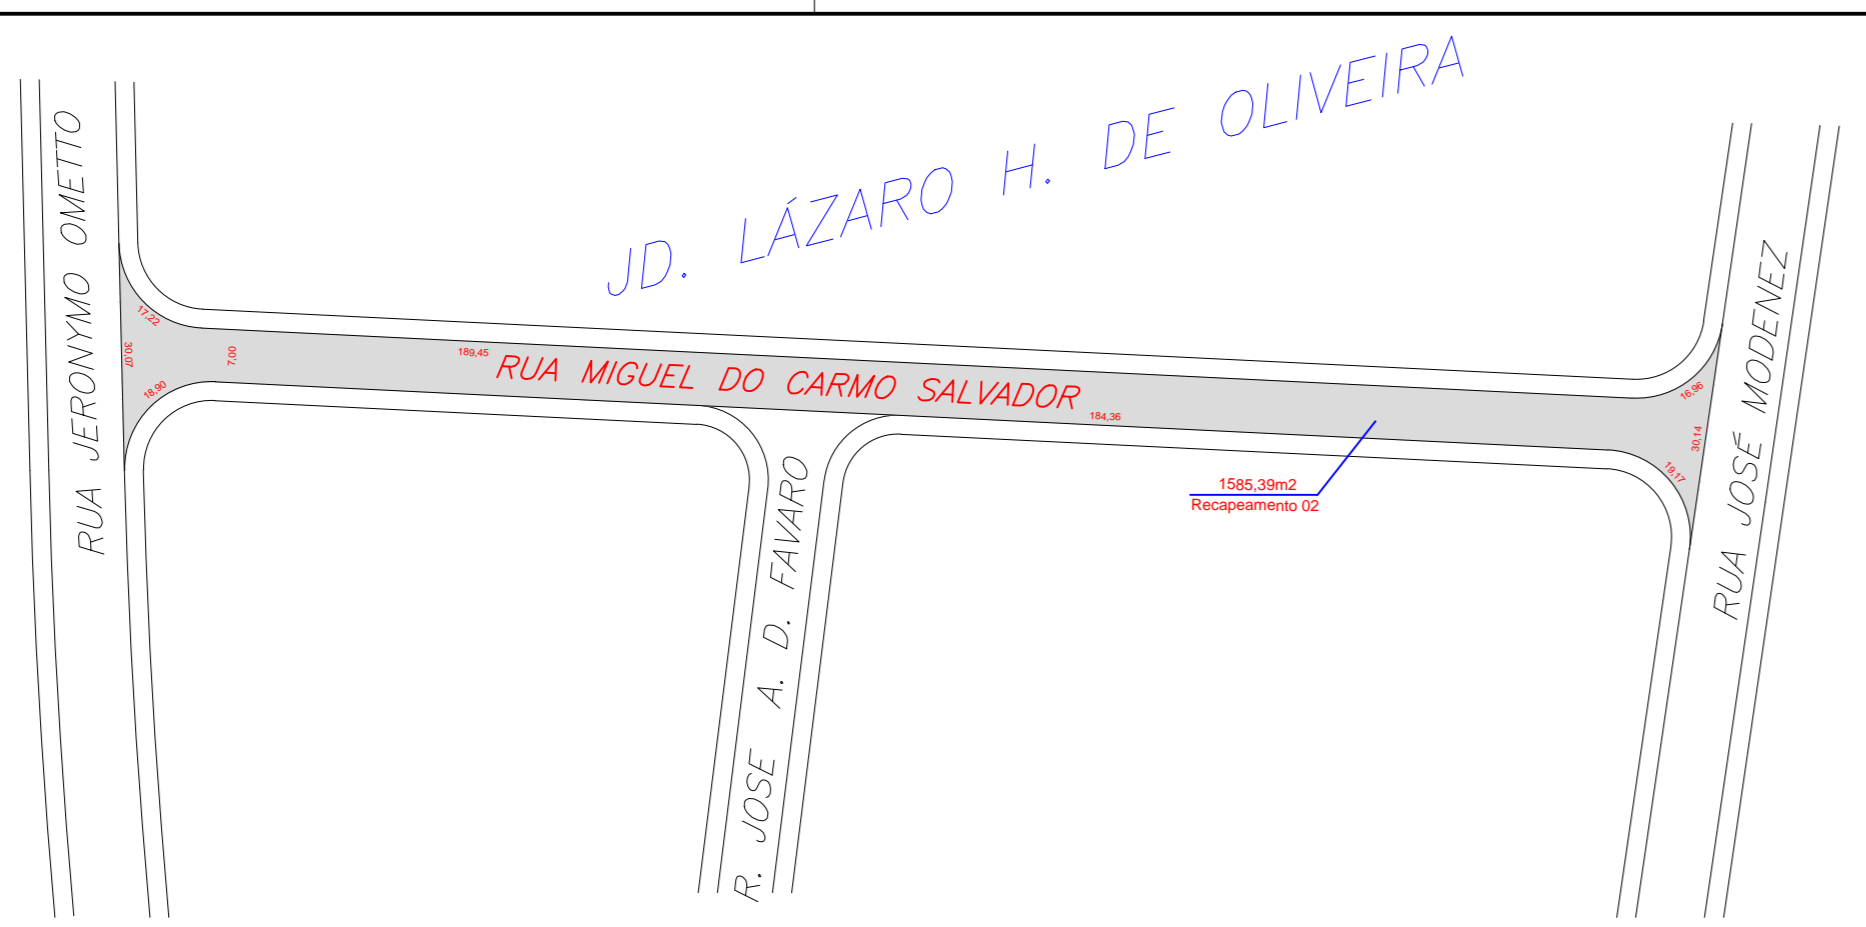 JD. LÁZARO H. DE OLIVEIRA
RUA JERONYMO OMETTO
17,22
30,07
18,90
7,00
189,45
RUA MIGUEL DO CARMO SALVADOR
184,36
1585,39m2
Recapeamento 02
R. JOSE A. D. FAVARO
16,96
30,14
19,17
RUA JOSÉ MODENEZ